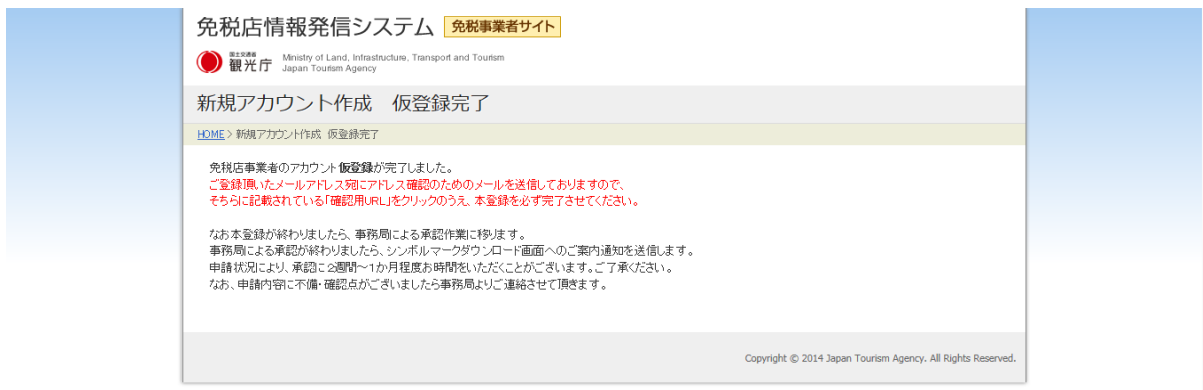 免税店情報発信システム 免税事業者サイト
国土交通省
観光庁
Ministry of Land, Infrastructure, Transport and Tourism
Japan Tourism Agency
新規アカウント作成　仮登録完了
HOME > 新規アカウント作成 仮登録完了
免税店事業者のアカウント仮登録が完了しました。
ご登録頂いたメールアドレス宛にアドレス確認のためのメールを送信しておりますので、
そちらに記載されている「確認用URL」をクリックのうえ、本登録を必ず完了させてください。
なお本登録が終わりましたら、事務局による承認作業に移ります。
事務局による承認が終わりましたら、シンボルマークダウンロード画面へのご案内通知を送信します。
申請状況により、承認に2週間～1か月程度お時間をいただくことがございます。ご了承ください。
なお、申請内容に不備・確認点がございましたら事務局よりご連絡させて頂きます。
Copyright © 2014 Japan Tourism Agency. All Rights Reserved.